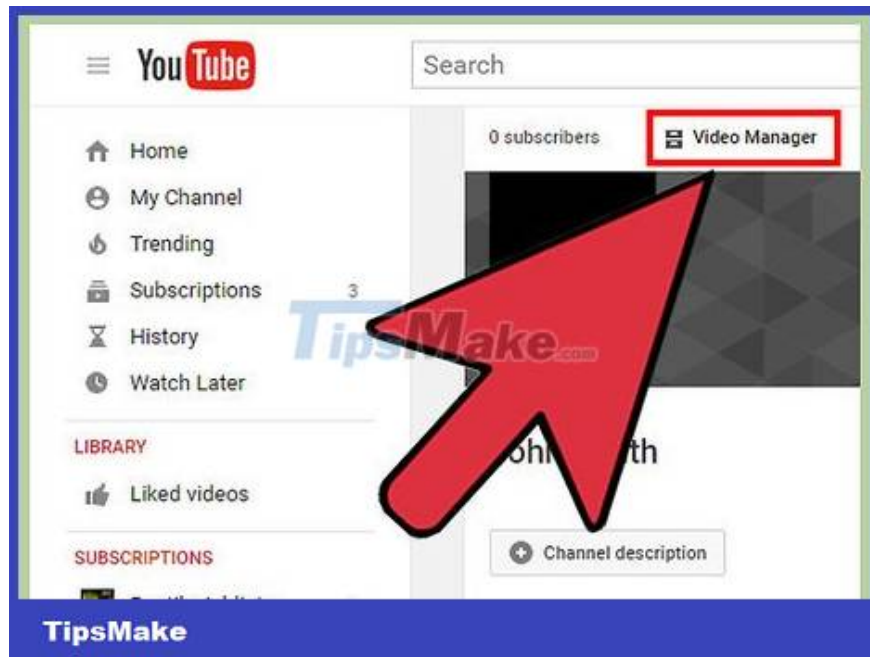 YouTube
Search
0 subscribers
Video Manager
Home
My Channel
Trending
Subscriptions 3
History
Watch Later
TipsMake.com
LIBRARY
Liked videos
SUBSCRIPTIONS
Channel description
TipsMake